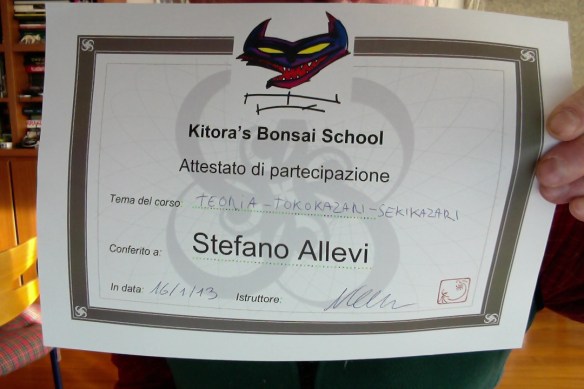 Kitora's Bonsai School
Attestato di partecipazione
Tema del corso TEORIA - TOKOKAZARI - SEKIKAZARI
Conferito a: Stefano Allevi
In data: 16/1/13 Istruttore: